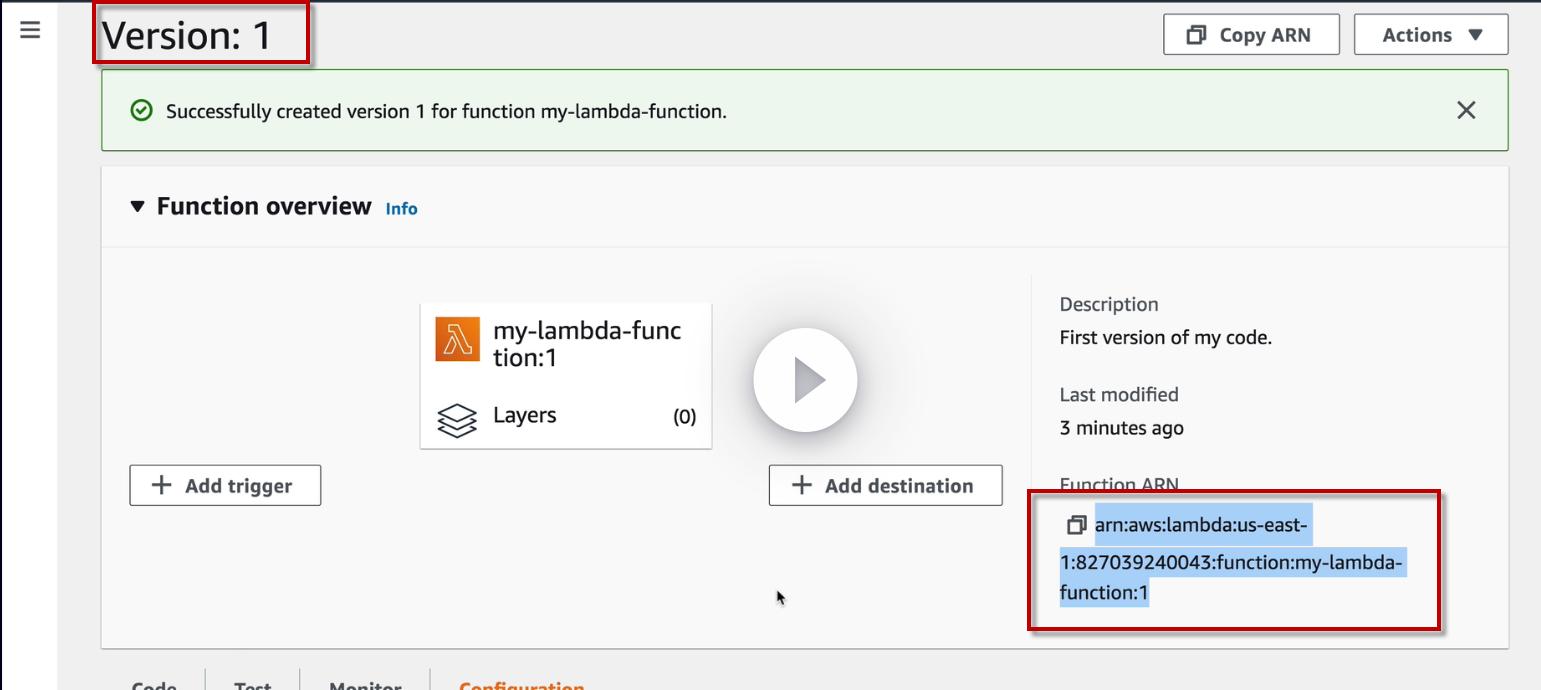 Version: 1
Copy ARN
Actions
Successfully created version 1 for function my-lambda-function.
Function overview Info
my-lambda-func
tion:1
Layers (0)
Add trigger
Add destination
Description
First version of my code.
Last modified
3 minutes ago
Function ARN
arn:aws:lambda:us-east-
1:827039240043:function:my-lambda-
function:1
Code
Test
Monitor
Configuration